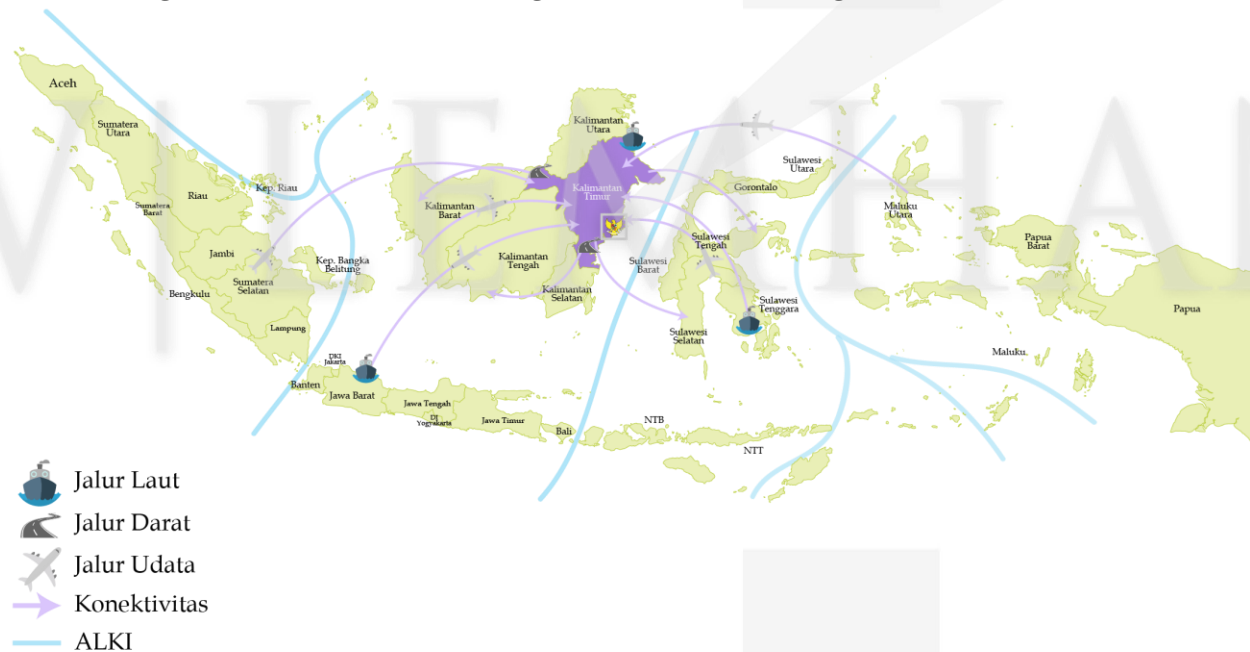 Aceh
Sumatera
Utara
Riau
Kep. Riau
Sumatera
Barat
Jambi
Sumatera
Selatan
Kep. Bangka
Belitung
Bengkulu
Lampung
DKI
Jakarta
Banten
Jawa Barat
Jawa Tengah
DI
Yogyakarta
Jawa Timur
Bali
NTB
NTT
Kalimantan
Utara
Kalimantan
Timur
Kalimantan
Barat
Kalimantan
Tengah
Kalimantan
Selatan
Sulawesi
Utara
Gorontalo
Sulawesi
Tengah
Sulawesi
Barat
Sulawesi
Tenggara
Sulawesi
Selatan
Maluku
Utara
Maluku
Papua
Barat
Papua
Jalur Laut
Jalur Darat
Jalur Udata
Konektivitas
ALKI